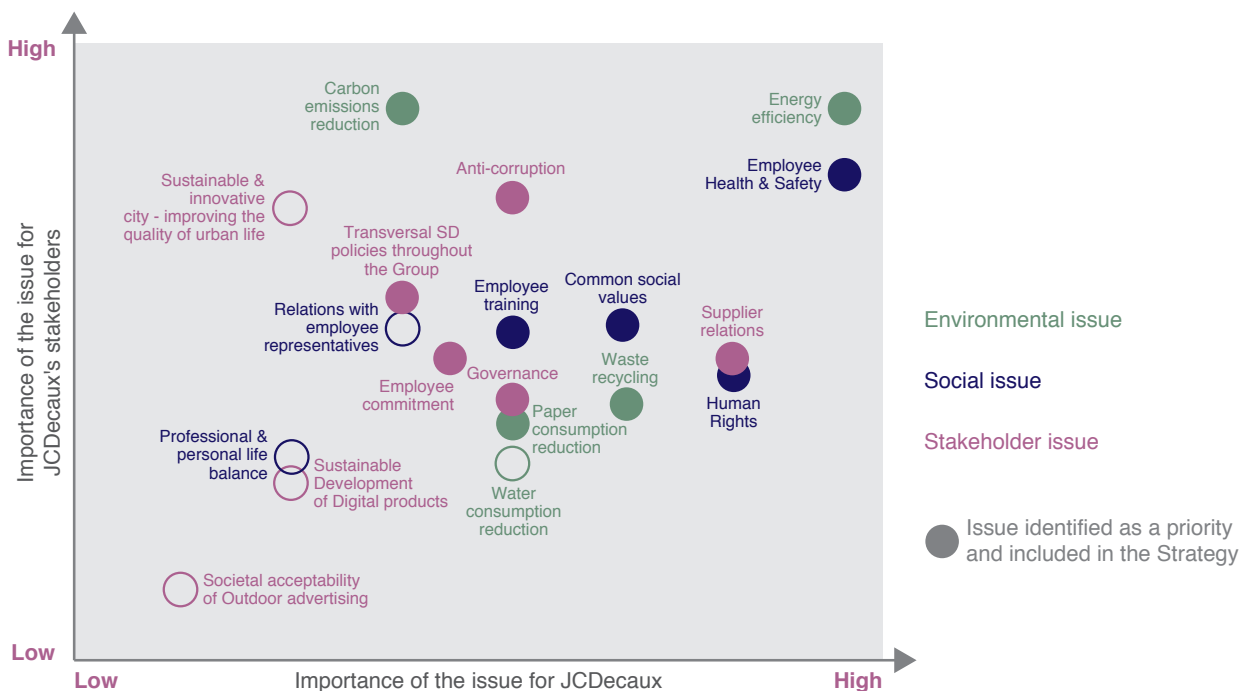 High
Carbon
emissions
reduction
Energy
efficiency
Anti-corruption
Employee
Health & Safety
Sustainable &
innovative
city - improving the
quality of urban life
Transversal SD
policies throughout
the Group
Relations with
employee
representatives
Employee
training
Common social
values
Supplier
relations
Employee
commitment
Governance
Waste
recycling
Human
Rights
Paper
consumption
reduction
Professional &
personal life
balance
Sustainable
Development
of Digital products
Water
consumption
reduction
Societal acceptability
of Outdoor advertising
Importance of the issue for
JCDecaux's stakeholders
Low
Low
Importance of the issue for JCDecaux
High
Environmental issue
Social issue
Stakeholder issue
Issue identified as a priority
and included in the Strategy